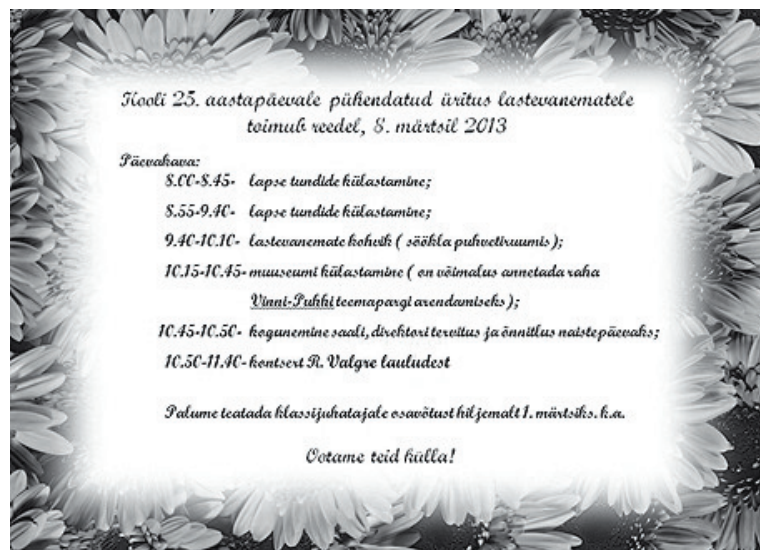 Kooli 25. aastapäevale pühendatud üritus lastevanematele
toimub reedel, 8. märtsil 2013
Päevakava:
8.00-8.45- lapse tundide külastamine;
8.55-9.40- lapse tundide külastamine;
9.40-10.10- lastevanemate kohvik ( söökla puhvetiruumis);
10.15-10.45- muuseumi külastamine ( on võimalus annetada raha
Vinni-Puhhi teemapargi arendamiseks);
10.45-10.50- kogunemine saali, direktori tervitus ja õnnitlus naistepäevaks;
10.50-11.40- kontsert R. Valgre lauludest
Palume teatada klassijuhatajale osavõtust hiljemalt 1. märtsiks. k.a.
Ootame teid külla!